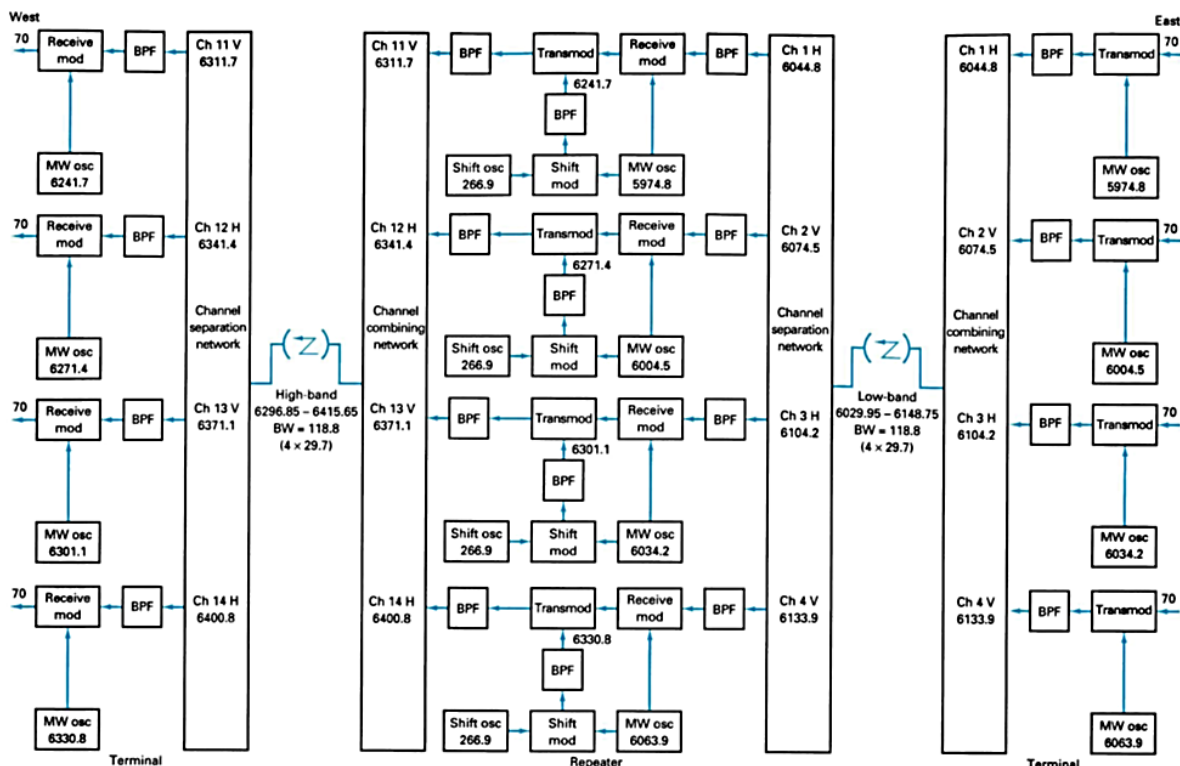 West
70
Receive mod
BPF
Ch 11 V
6311.7
MW osc
6241.7
70
Receive mod
BPF
Ch 12 H
6341.4
MW osc
6271.4
Channel
separation
network
70
Receive mod
BPF
Ch 13 V
6371.1
MW osc
6301.1
70
Receive mod
BPF
Ch 14 H
6400.8
MW osc
6330.8
Terminal
High-band
6296.85 – 6415.65
BW = 118.8
(4 × 29.7)
Ch 11 V
6311.7
BPF
Transmod
Receive
mod
BPF
Ch 1 H
6044.8
6241.7
BPF
Shift osc
266.9
Shift
mod
MW osc
5974.8
Ch 12 H
6341.4
BPF
Transmod
Receive
mod
BPF
Ch 2 V
6074.5
6271.4
BPF
Shift osc
266.9
Shift
mod
MW osc
6004.5
Channel
combining
network
Channel
separation
network
Ch 13 V
6371.1
BPF
Transmod
Receive
mod
BPF
Ch 3 H
6104.2
6301.1
BPF
Shift osc
266.9
Shift
mod
MW osc
6034.2
Ch 14 H
6400.8
BPF
Transmod
Receive
mod
BPF
Ch 4 V
6133.9
6330.8
BPF
Shift osc
266.9
Shift
mod
MW osc
6063.9
Repeater
Low-band
6029.95 – 6148.75
BW = 118.8
(4 × 29.7)
East
Ch 1 H
6044.8
BPF
Transmod
70
MW osc
5974.8
Ch 2 V
6074.5
BPF
Transmod
70
MW osc
6004.5
Channel
combining
network
Ch 3 H
6104.2
BPF
Transmod
70
MW osc
6034.2
Ch 4 V
6133.9
BPF
Transmod
70
MW osc
6063.9
Terminal